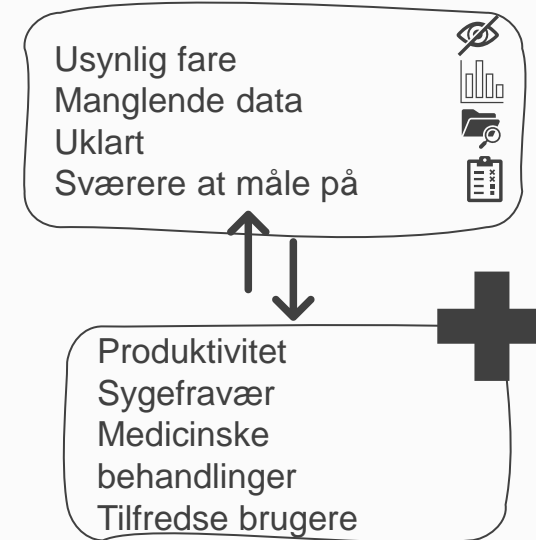 Usynlig fare
Manglende data
Uklart
Sværere at måle på
Produktivitet
Sygefravær
Medicinske
behandlinger
Tilfredse brugere